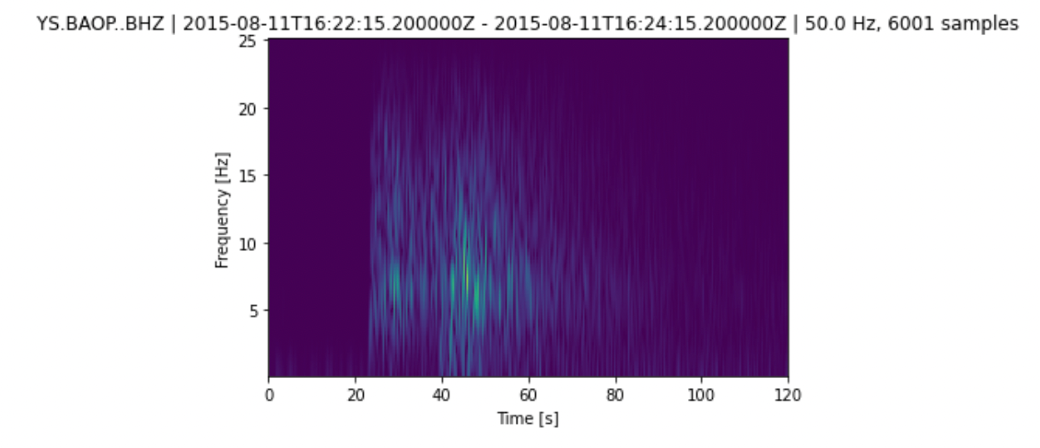 YS.BAOP..BHZ | 2015-08-11T16:22:15.200000Z - 2015-08-11T16:24:15.200000Z | 50.0 Hz, 6001 samples
25
20
15
10
5
Frequency [Hz]
0 20 40 60 80 100 120
Time [s]